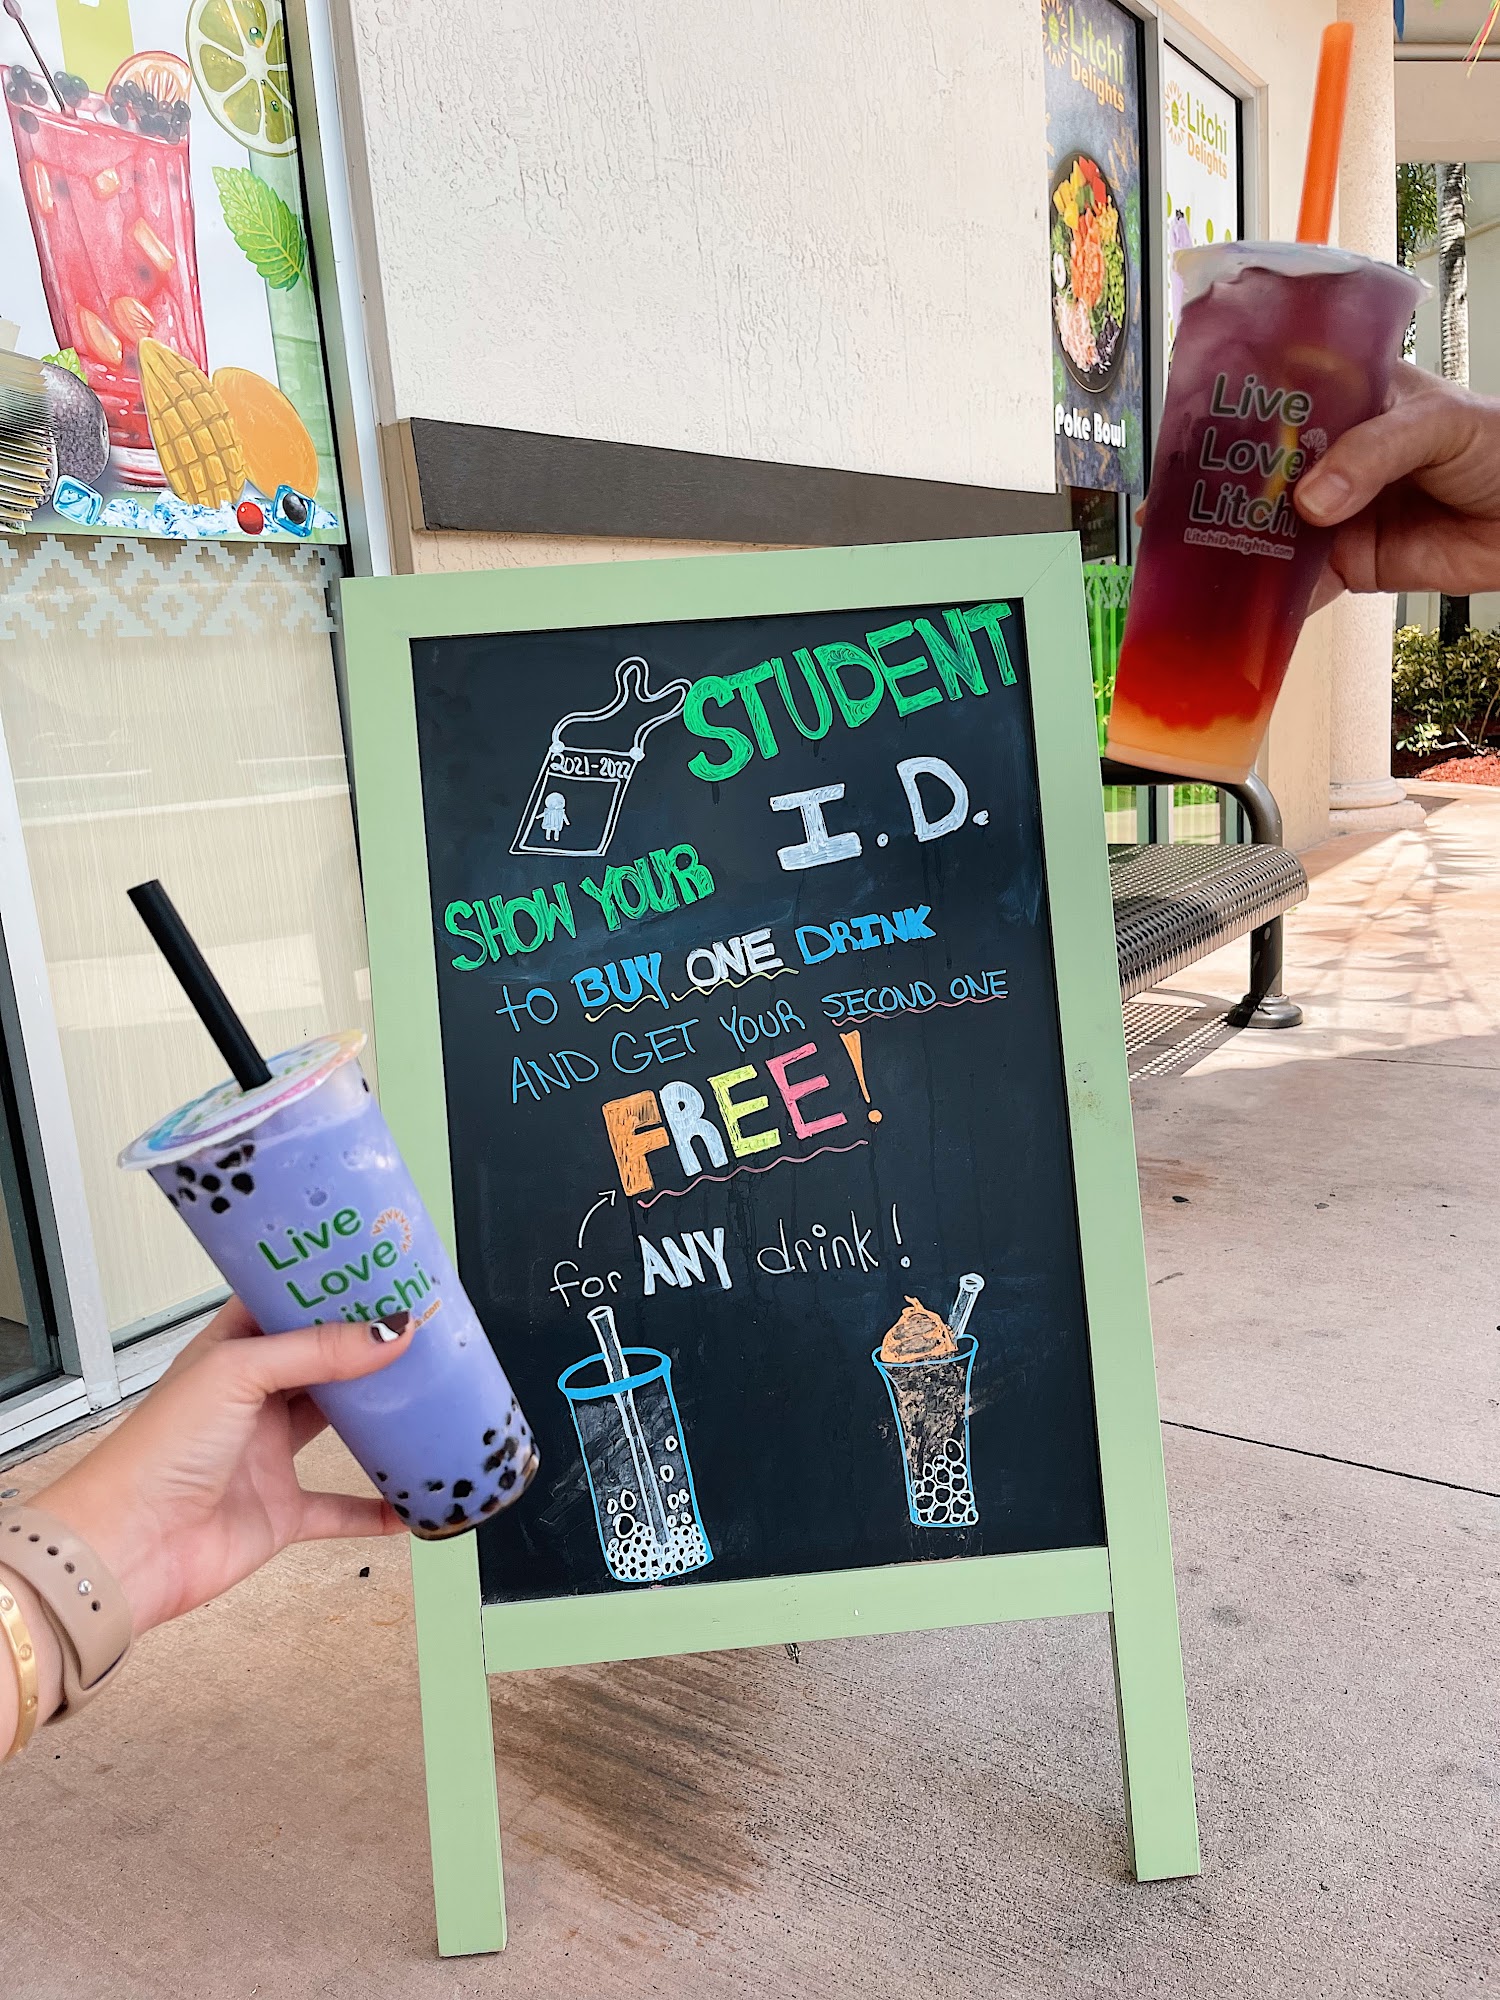 Litchi
Delights
Litchi
Delights
Poke Bowl
Live
Love
Litchi
LitchiDelights.com
2021-2022
STUDENT
I.D.
SHOW YOUR
to BUY ONE DRINK
AND GET YOUR SECOND ONE
FREE!
for ANY drink!
Live
Love
Litchi